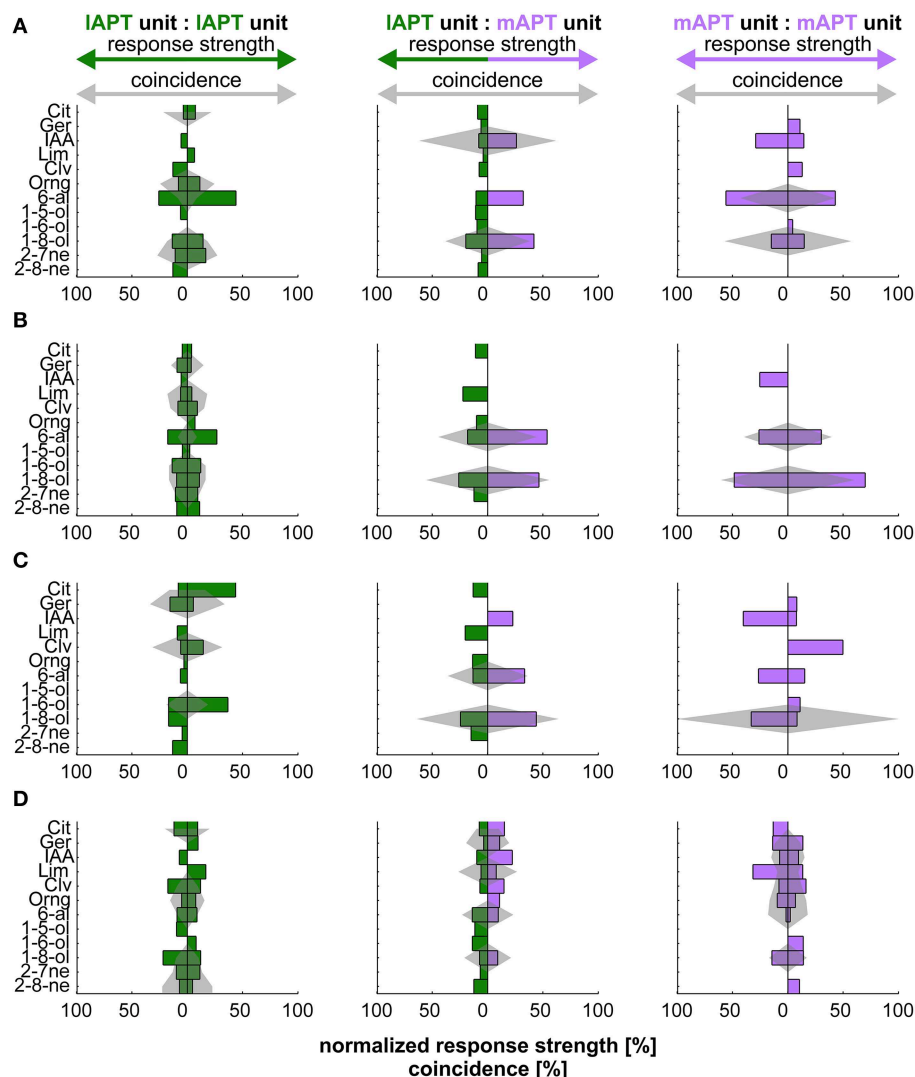 A
lAPT unit : lAPT unit
lAPT unit : mAPT unit
mAPT unit : mAPT unit
response strength
response strength
response strength
coincidence
coincidence
coincidence
Cit
Ger
IAA
Lim
Clv
Orng
6-al
1-5-ol
1-6-ol
1-8-ol
2-7ne
2-8-ne
100 50 0 50 100
100 50 0 50 100
100 50 0 50 100
B
Cit
Ger
IAA
Lim
Clv
Orng
6-al
1-5-ol
1-6-ol
1-8-ol
2-7ne
2-8-ne
100 50 0 50 100
100 50 0 50 100
100 50 0 50 100
C
Cit
Ger
IAA
Lim
Clv
Orng
6-al
1-5-ol
1-6-ol
1-8-ol
2-7ne
2-8-ne
100 50 0 50 100
100 50 0 50 100
100 50 0 50 100
D
Cit
Ger
IAA
Lim
Clv
Orng
6-al
1-5-ol
1-6-ol
1-8-ol
2-7ne
2-8-ne
100 50 0 50 100
100 50 0 50 100
100 50 0 50 100
normalized response strength [%]
coincidence [%]